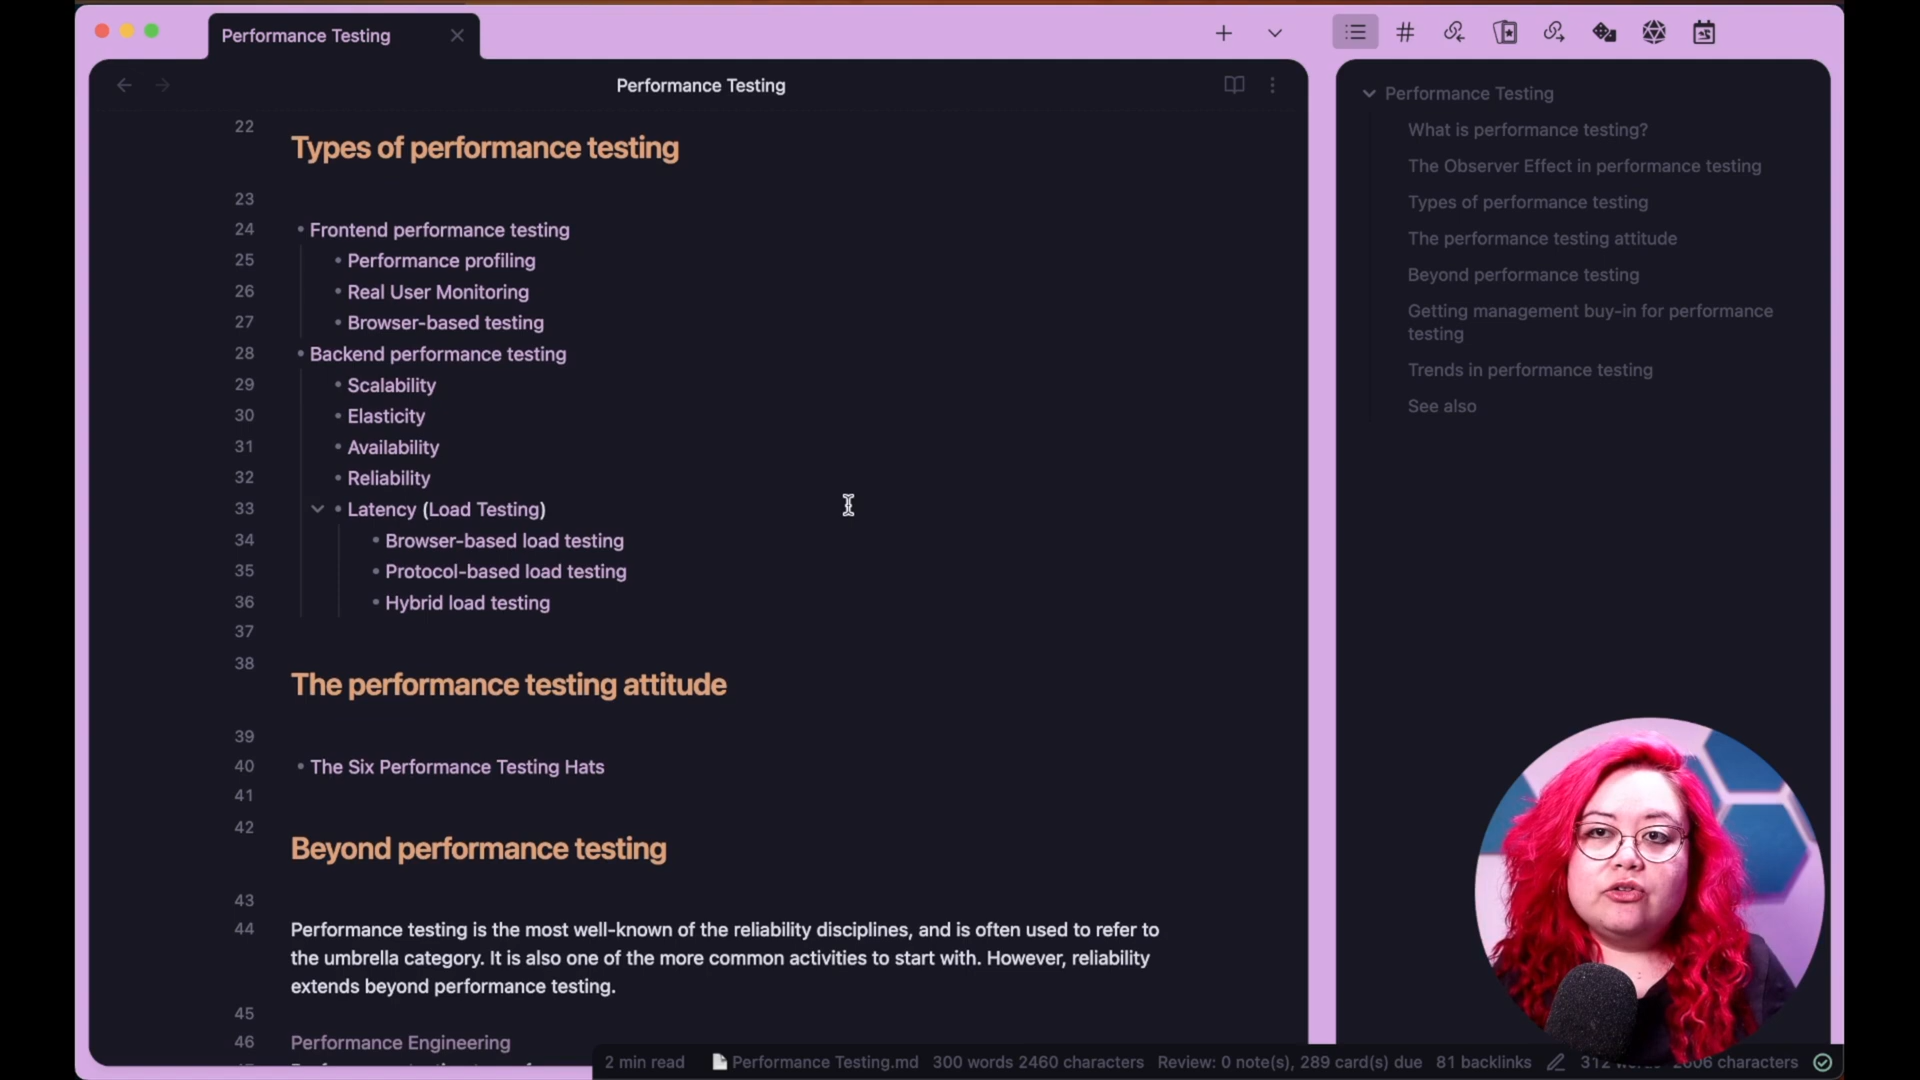 Performance Testing
Performance Testing
22
Types of performance testing
23
24 • Frontend performance testing
25 • Performance profiling
26 • Real User Monitoring
27 • Browser-based testing
28 • Backend performance testing
29 • Scalability
30 • Elasticity
31 • Availability
32 • Reliability
33 • Latency (Load Testing)
34 • Browser-based load testing
35 • Protocol-based load testing
36 • Hybrid load testing
37
38
The performance testing attitude
39
40 • The Six Performance Testing Hats
41
42
Beyond performance testing
43
44 Performance testing is the most well-known of the reliability disciplines, and is often used to refer to
the umbrella category. It is also one of the more common activities to start with. However, reliability
extends beyond performance testing.
45
46 Performance Engineering
Performance Testing
What is performance testing?
The Observer Effect in performance testing
Types of performance testing
The performance testing attitude
Beyond performance testing
Getting management buy-in for performance
testing
Trends in performance testing
See also
2 min read Performance Testing.md 300 words 2460 characters Review: 0 note(s), 289 card(s) due 81 backlinks characters